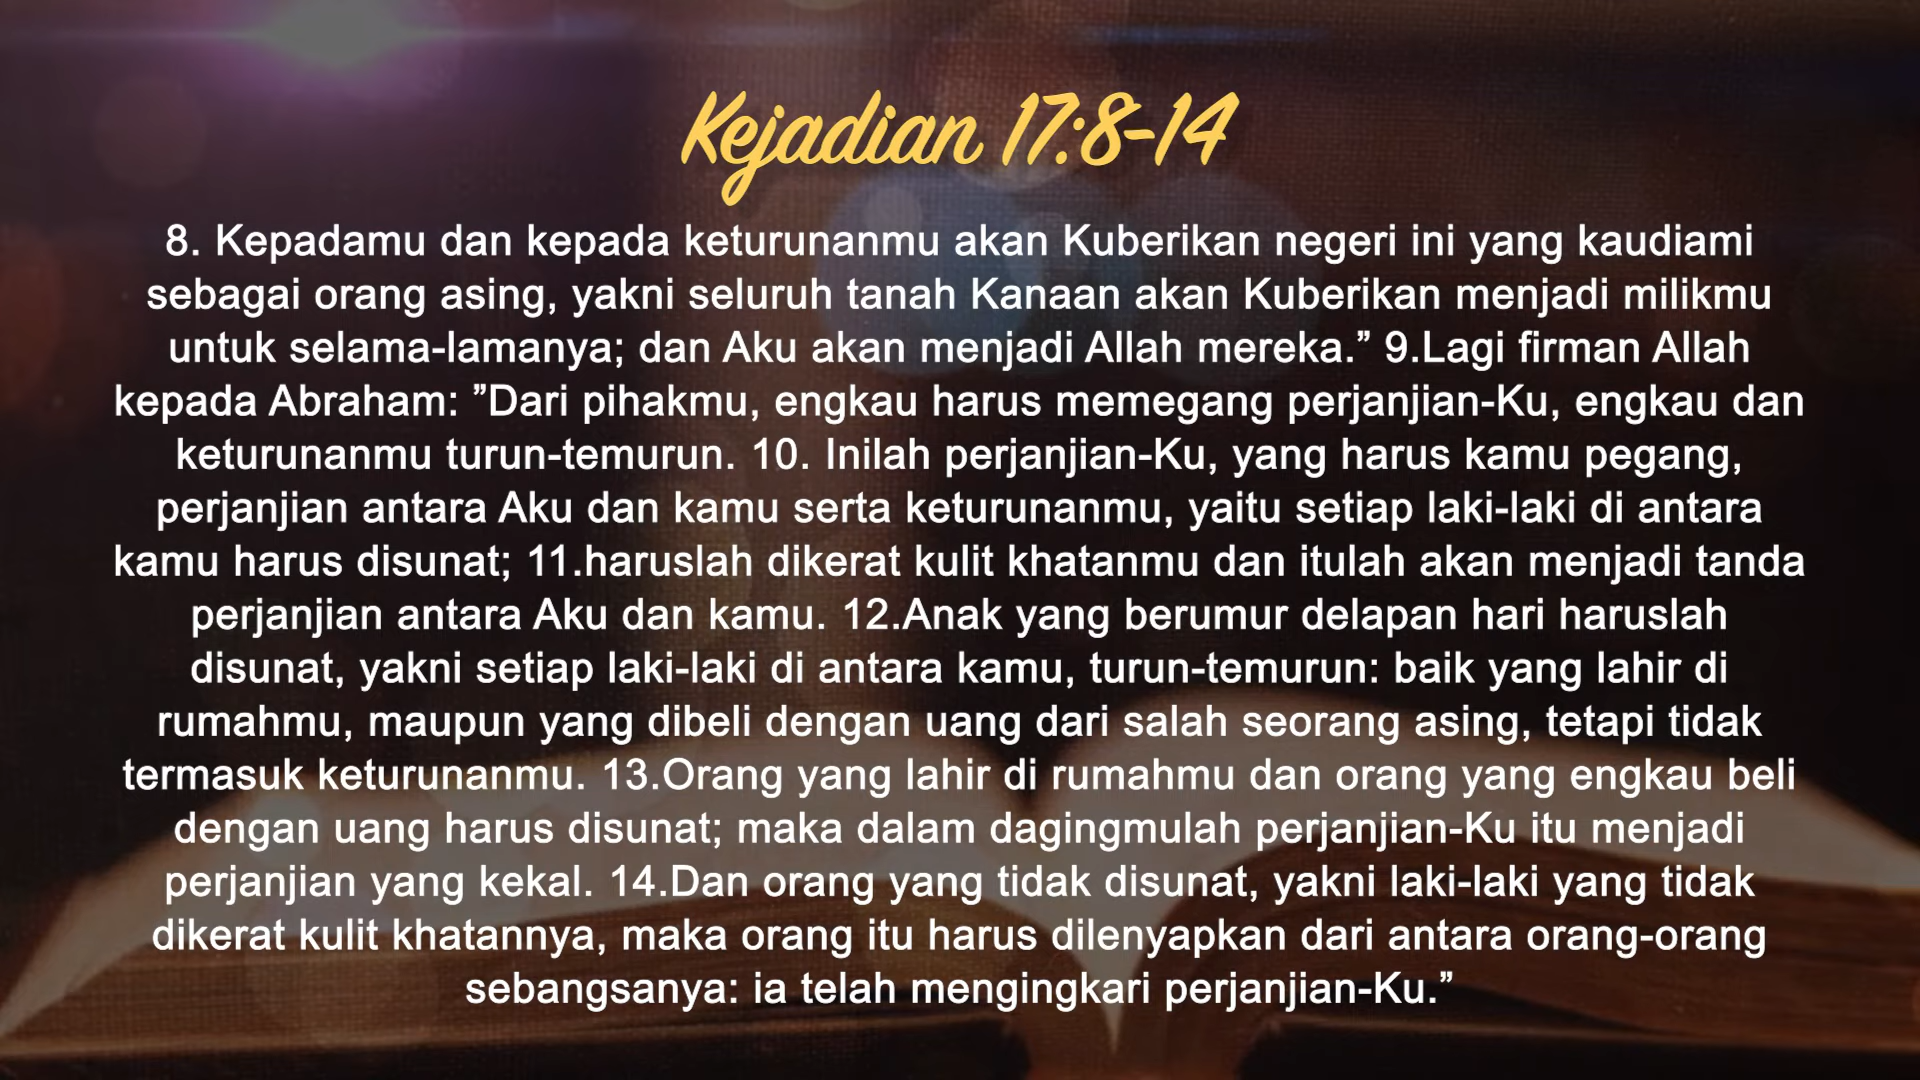 Kejadian 17:8-14
8. Kepadamu dan kepada keturunanmu akan Kuberikan negeri ini yang kaudiami
sebagai orang asing, yakni seluruh tanah Kanaan akan Kuberikan menjadi milikmu
untuk selama-lamanya; dan Aku akan menjadi Allah mereka.” 9.Lagi firman Allah
kepada Abraham: ”Dari pihakmu, engkau harus memegang perjanjian-Ku, engkau dan
keturunanmu turun-temurun. 10. Inilah perjanjian-Ku, yang harus kamu pegang,
perjanjian antara Aku dan kamu serta keturunanmu, yaitu setiap laki-laki di antara
kamu harus disunat; 11.haruslah dikerat kulit khatanmu dan itulah akan menjadi tanda
perjanjian antara Aku dan kamu. 12.Anak yang berumur delapan hari haruslah
disunat, yakni setiap laki-laki di antara kamu, turun-temurun: baik yang lahir di
rumahmu, maupun yang dibeli dengan uang dari salah seorang asing, tetapi tidak
termasuk keturunanmu. 13.Orang yang lahir di rumahmu dan orang yang engkau beli
dengan uang harus disunat; maka dalam dagingmulah perjanjian-Ku itu menjadi
perjanjian yang kekal. 14.Dan orang yang tidak disunat, yakni laki-laki yang tidak
dikerat kulit khatannya, maka orang itu harus dilenyapkan dari antara orang-orang
sebangsanya: ia telah mengingkari perjanjian-Ku.”